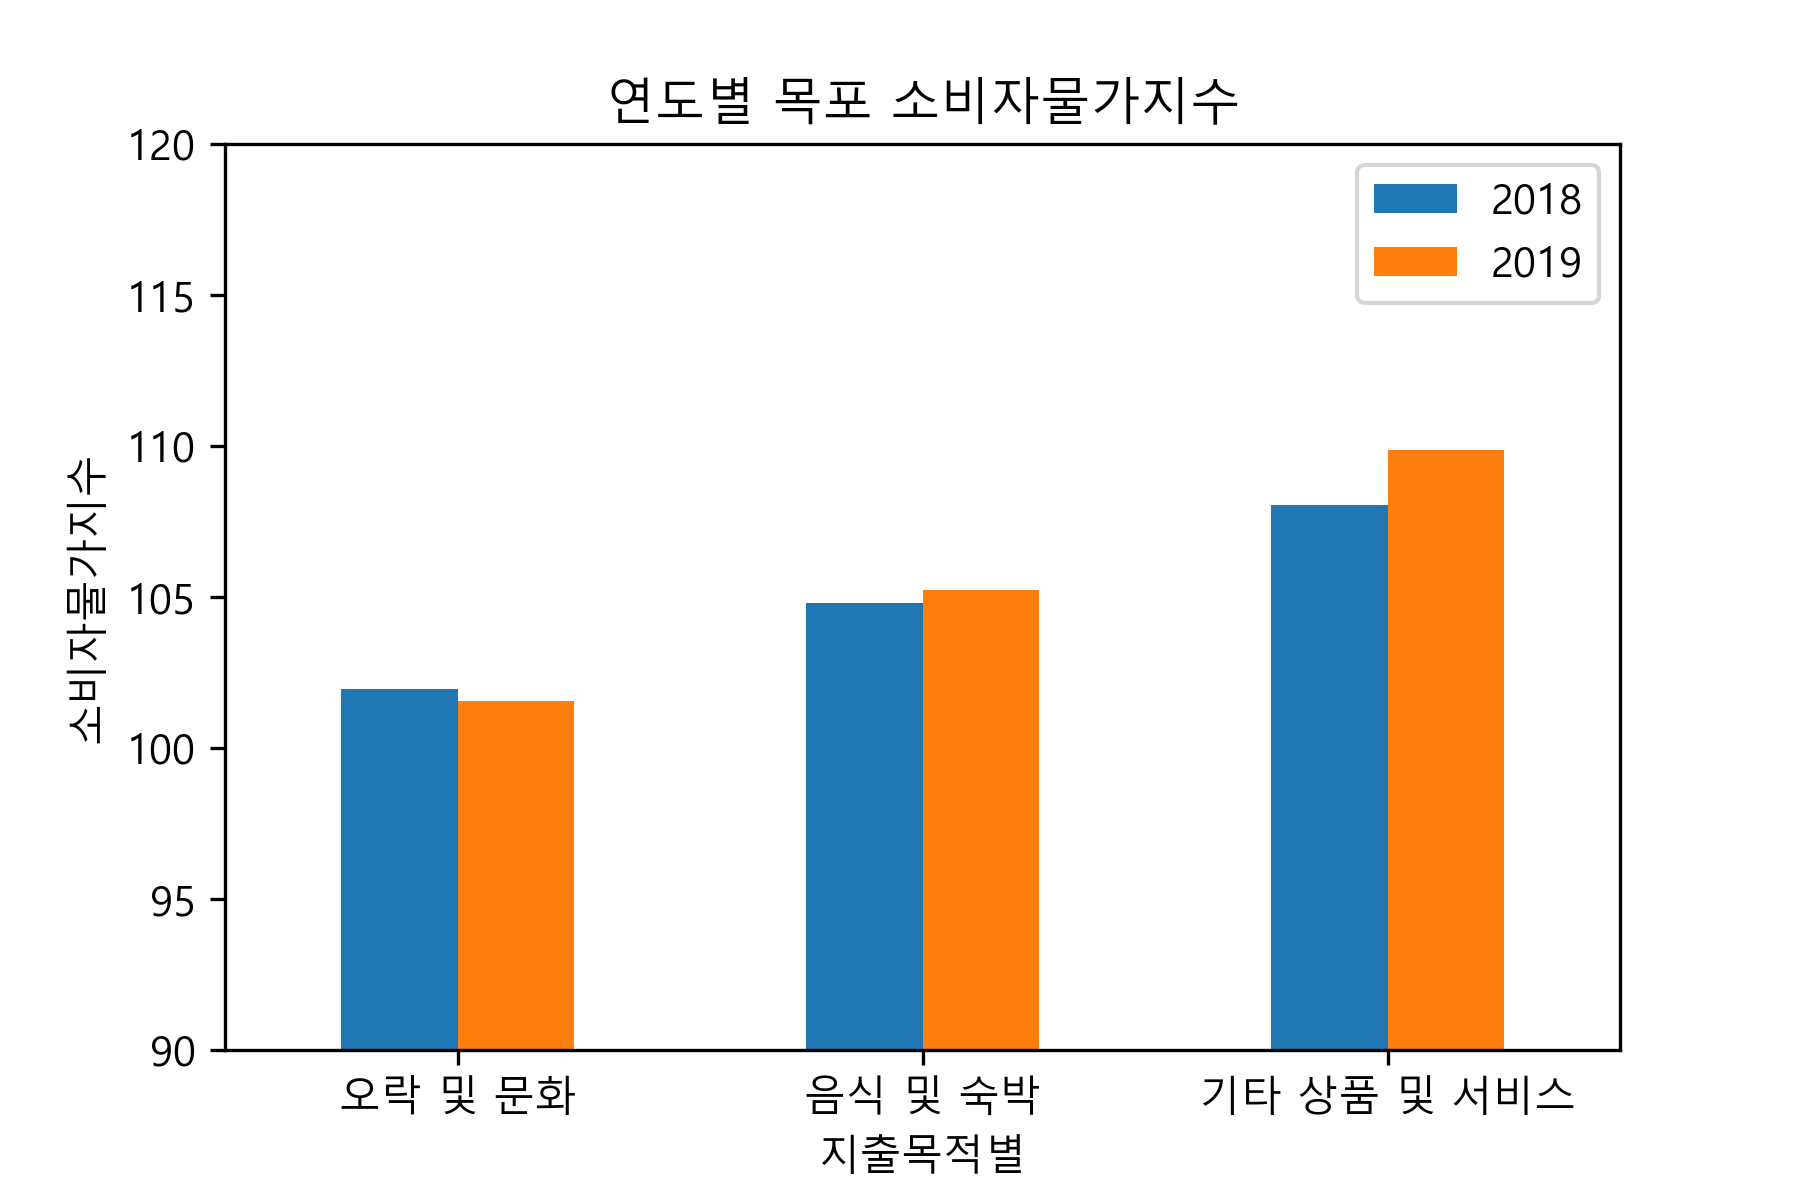 연도별 목포 소비자물가지수
120
115
110
105
100
95
90
소비자물가지수
2018
2019
오락 및 문화
음식 및 숙박
기타 상품 및 서비스
지출목적별